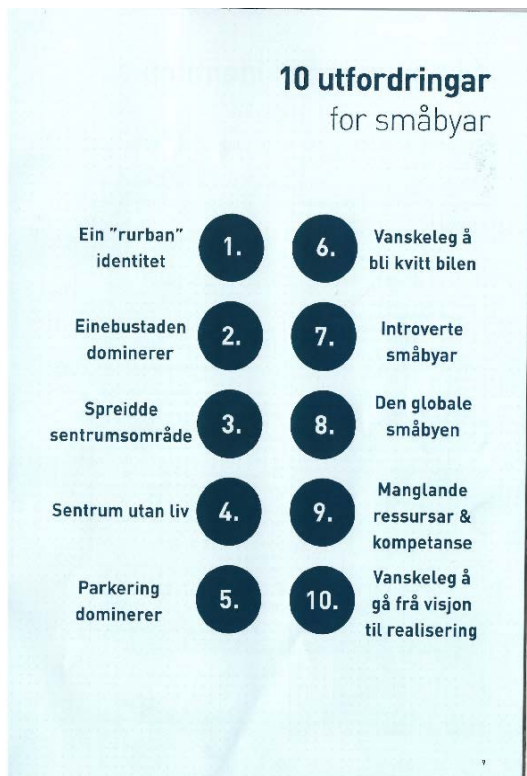 10 utfordringar
for småbyar
Ein "rurban"
identitet
1.
Einebustaden
dominerer
2.
Spreidde
sentrumsområde
3.
Sentrum utan liv
4.
Parkering
dominerer
5.
6.
Vanskeleg å
bli kvitt bilen
7.
Introverte
småbyar
8.
Den globale
småbyen
9.
Manglande
ressursar &
kompetanse
10.
Vanskeleg å
gå frå visjon
til realisering